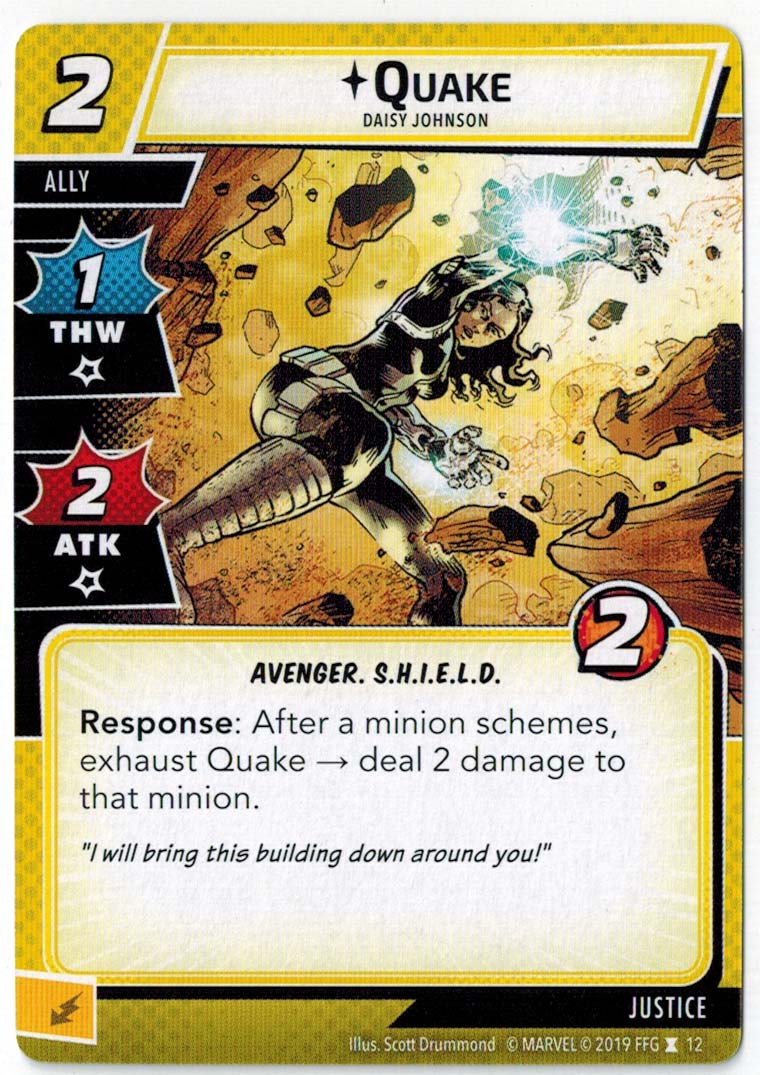 2
QUAKE
DAISY JOHNSON
ALLY
1
THW
2
ATK
2
AVENGER. S.H.I.E.L.D.
Response: After a minion schemes,
exhaust Quake → deal 2 damage to
that minion.
"I will bring this building down around you!"
JUSTICE
Illus. Scott Drummond © MARVEL © 2019 FFG 12